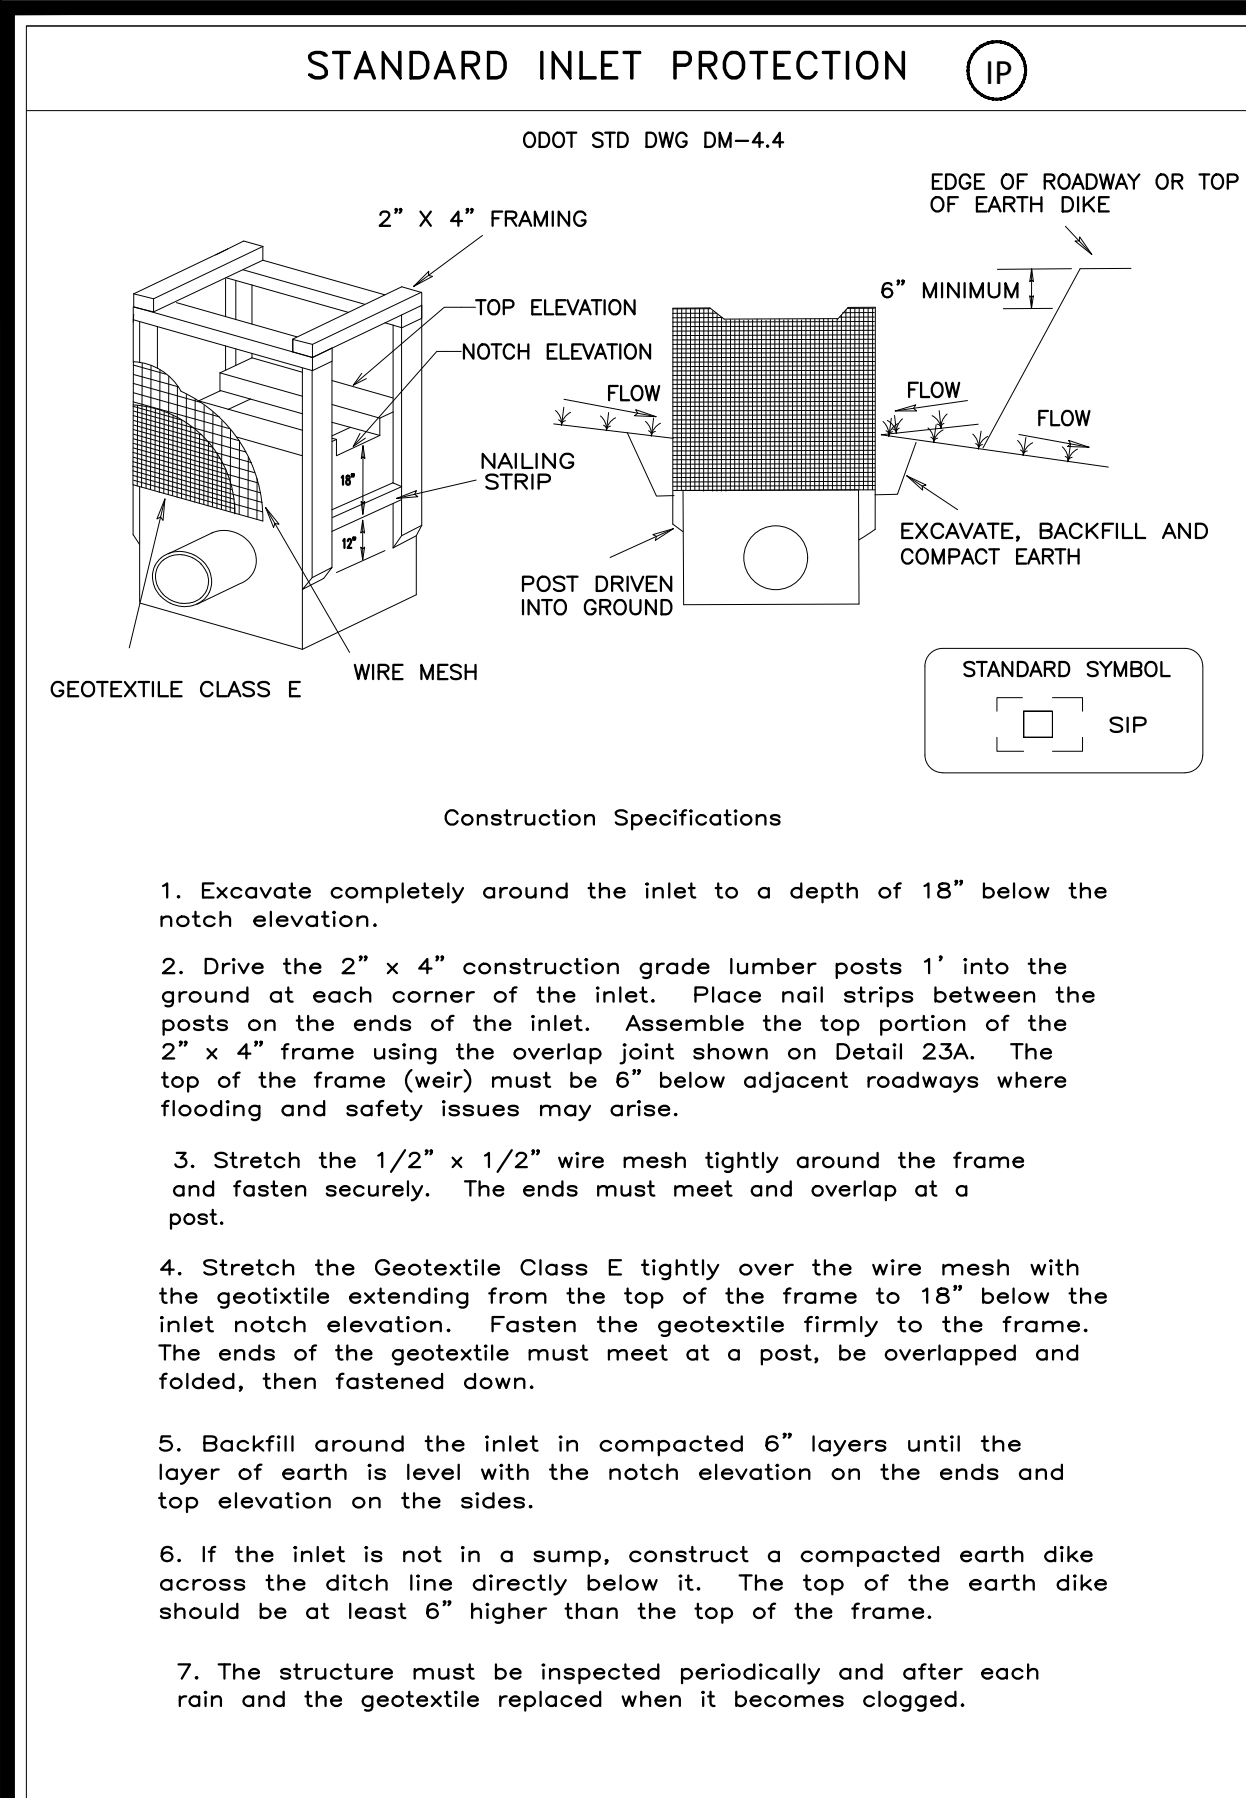 STANDARD INLET PROTECTION IP
ODOT STD DWG DM-4.4
EDGE OF ROADWAY OR TOP
OF EARTH DIKE
2" X 4" FRAMING
6" MINIMUM
TOP ELEVATION
NOTCH ELEVATION
FLOW
FLOW
FLOW
NAILING
STRIP
18"
12"
EXCAVATE, BACKFILL AND
COMPACT EARTH
POST DRIVEN
INTO GROUND
WIRE MESH
GEOTEXTILE CLASS E
STANDARD SYMBOL
SIP
Construction Specifications
1. Excavate completely around the inlet to a depth of 18" below the
notch elevation.
2. Drive the 2" x 4" construction grade lumber posts 1' into the
ground at each corner of the inlet. Place nail strips between the
posts on the ends of the inlet. Assemble the top portion of the
2" x 4" frame using the overlap joint shown on Detail 23A. The
top of the frame (weir) must be 6" below adjacent roadways where
flooding and safety issues may arise.
3. Stretch the 1/2" x 1/2" wire mesh tightly around the frame
and fasten securely. The ends must meet and overlap at a
post.
4. Stretch the Geotextile Class E tightly over the wire mesh with
the geotixtile extending from the top of the frame to 18" below the
inlet notch elevation. Fasten the geotextile firmly to the frame.
The ends of the geotextile must meet at a post, be overlapped and
folded, then fastened down.
5. Backfill around the inlet in compacted 6" layers until the
layer of earth is level with the notch elevation on the ends and
top elevation on the sides.
6. If the inlet is not in a sump, construct a compacted earth dike
across the ditch line directly below it. The top of the earth dike
should be at least 6" higher than the top of the frame.
7. The structure must be inspected periodically and after each
rain and the geotextile replaced when it becomes clogged.